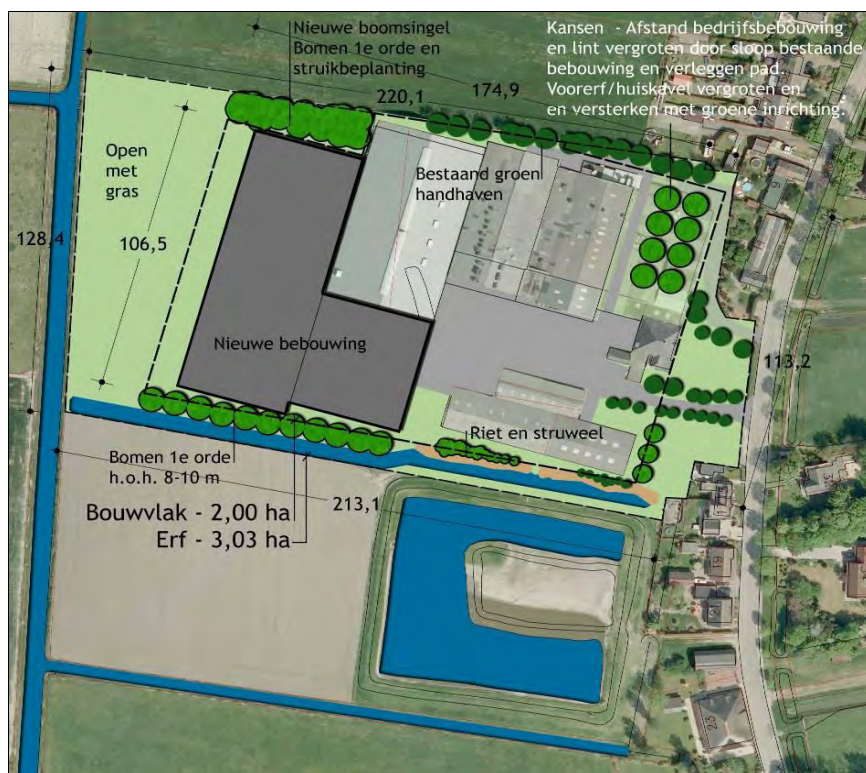 Nieuwe boomsingel
Bomen 1e orde en
struikbeplanting
Kansen - Afstand bedrijfsbebouwing
en lint vergroten door sloop bestaande
bebouwing en verleggen pad.
Voorerf/huiskavel vergroten en
en versterken met groene inrichting.
174,9
220,1
Open
met
gras
Bestaand groen
handhaven
128,4
106,5
Nieuwe bebouwing
113,2
Riet en struweel
Bomen 1e orde
h.o.h. 8-10 m
Bouwvlak - 2,00 ha
Erf - 3,03 ha
213,1
23